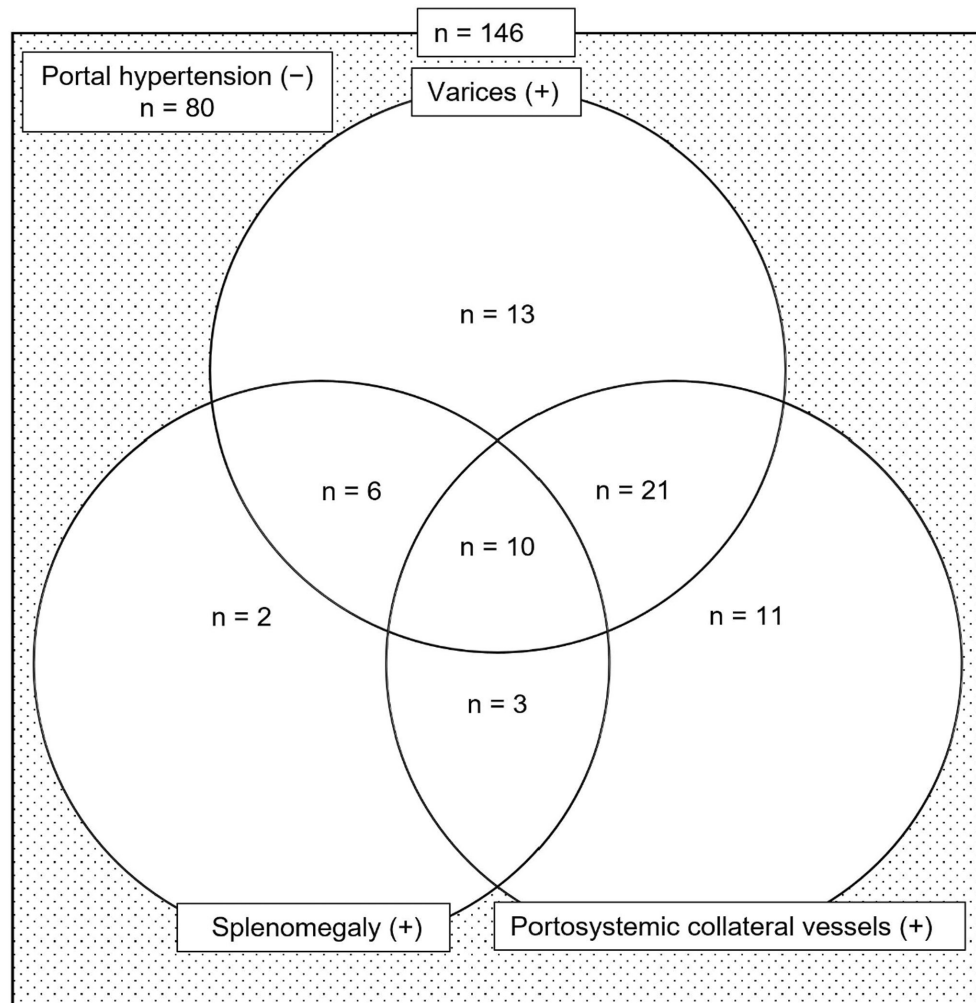 n = 146
Portal hypertension (−)
n = 80
Varices (+)
n = 13
n = 6
n = 21
n = 10
n = 2
n = 11
n = 3
Splenomegaly (+)
Portosystemic collateral vessels (+)